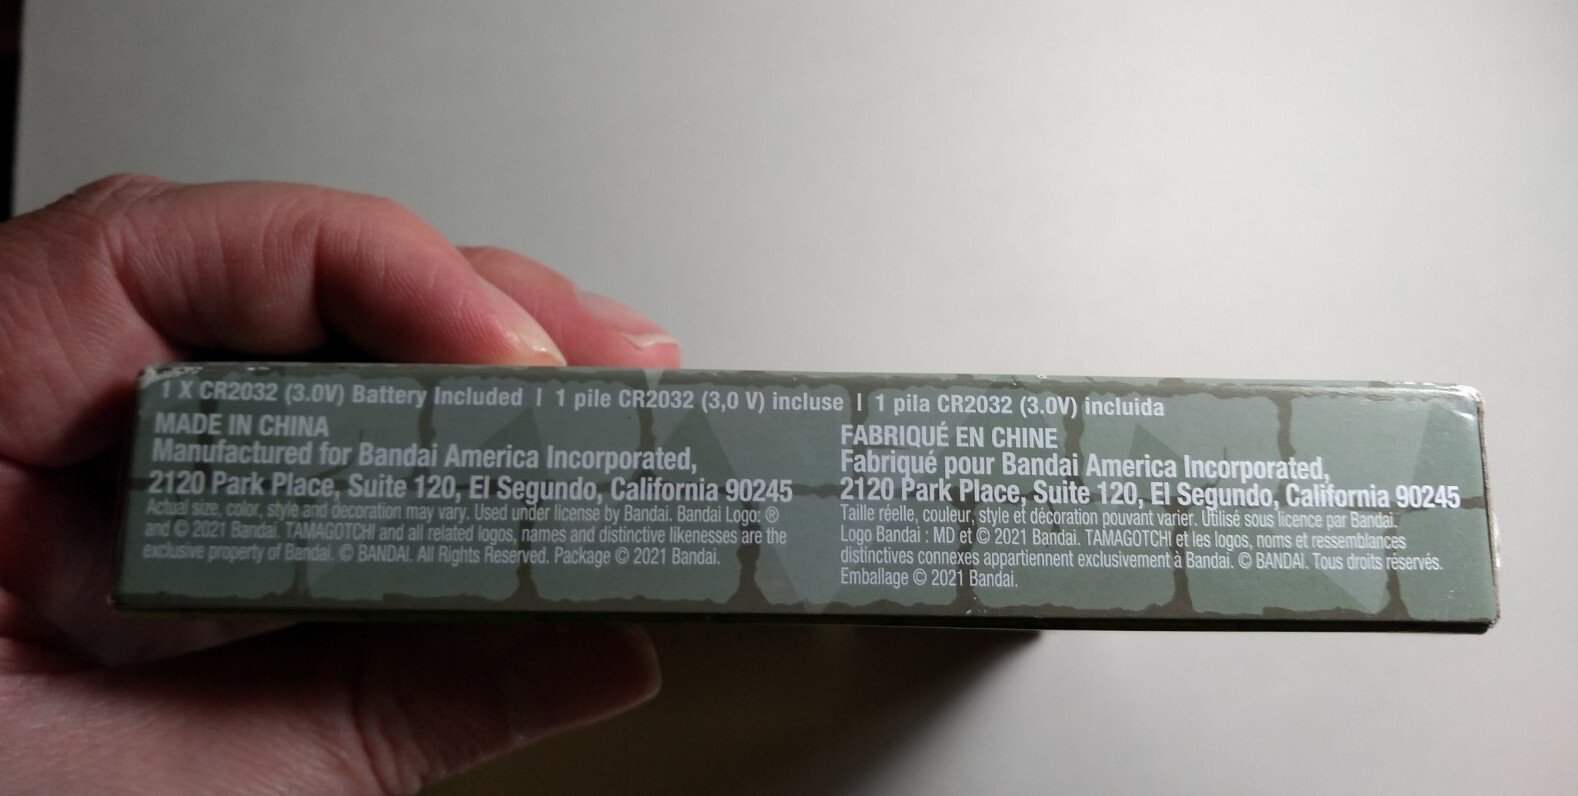 1 X CR2032 (3.0V) Battery Included | 1 pile CR2032 (3,0 V) incluse | 1 pila CR2032 (3.0V) incluida
MADE IN CHINA
Manufactured for Bandai America Incorporated,
2120 Park Place, Suite 120, El Segundo, California 90245
Actual size, color, style and decoration may vary. Used under license by Bandai. Bandai Logo: ®
and © 2021 Bandai. TAMAGOTCHI and all related logos, names and distinctive likenesses are the
exclusive property of Bandai. © BANDAI. All Rights Reserved. Package © 2021 Bandai.
FABRIQUÉ EN CHINE
Fabriqué pour Bandai America Incorporated,
2120 Park Place, Suite 120, El Segundo, California 90245
Taille réelle, couleur, style et décoration pouvant varier. Utilisé sous licence par Bandai.
Logo Bandai : MD et © 2021 Bandai. TAMAGOTCHI et les logos, noms et ressemblances
distinctives connexes appartiennent exclusivement à Bandai. © BANDAI. Tous droits réservés.
Emballage © 2021 Bandai.